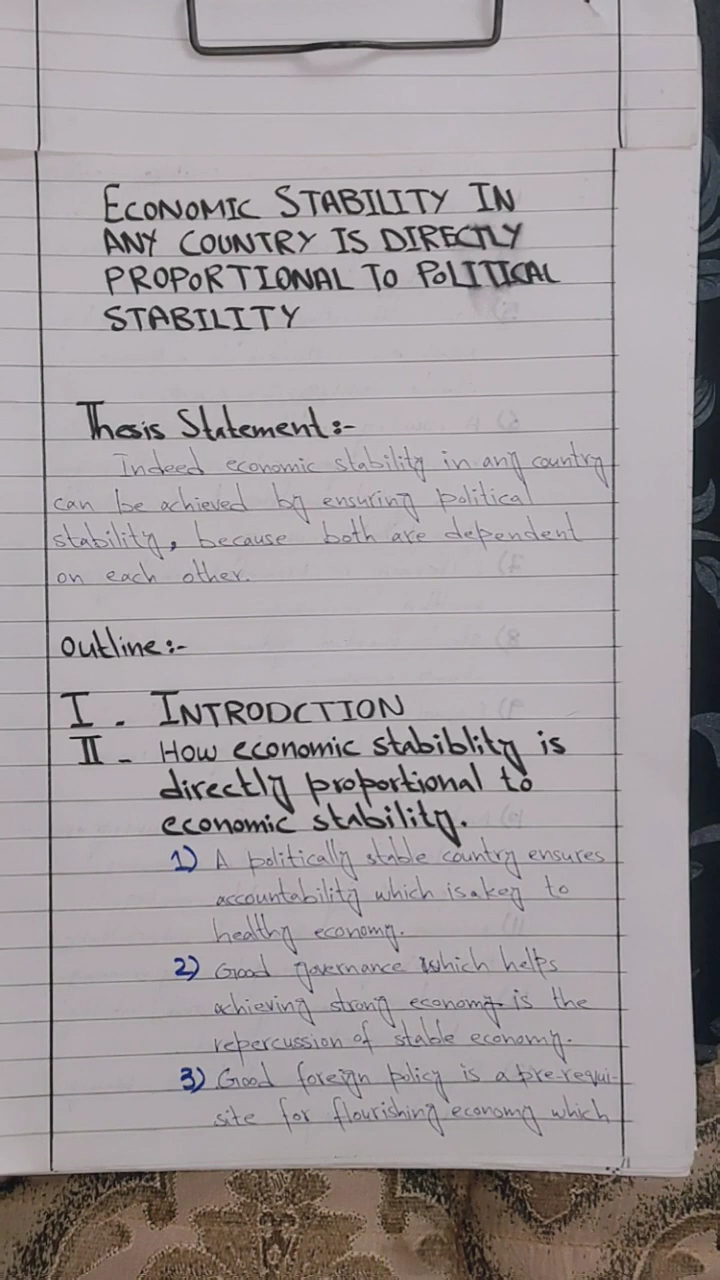 ECONOMIC STABILITY IN
ANY COUNTRY IS DIRECTLY
PROPORTIONAL TO POLITICAL
STABILITY
Thesis Statement:-
Indeed economic stability in any country
can be achieved by ensuring political
stability, because both are dependent
on each other.
Outline:-
I. INTRODCTION
II- How economic stabiblity is
directly proportional to
economic stability.
1) A politically stable country ensures
accountability which is a key to
healthy economy.
2) Good governance which helps
achieving strong economy is the
repercussion of stable economy.
3) Good foreign policy is a pre-requi-
site for flourishing economy which